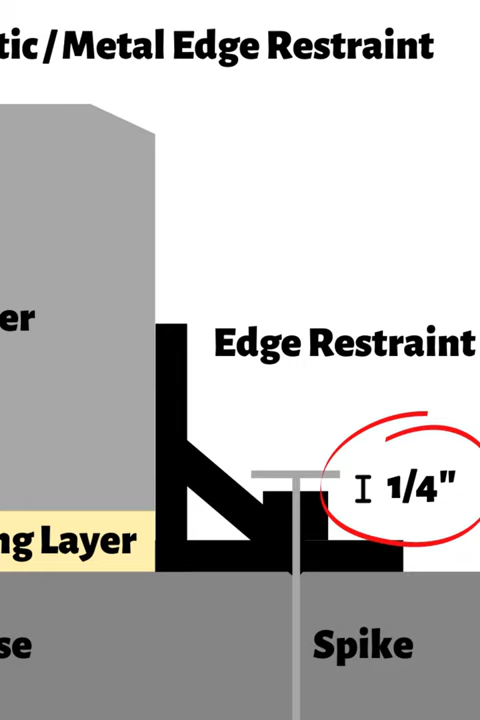 tic / Metal Edge Restraint
er
Edge Restraint
1/4"
ng Layer
se
Spike